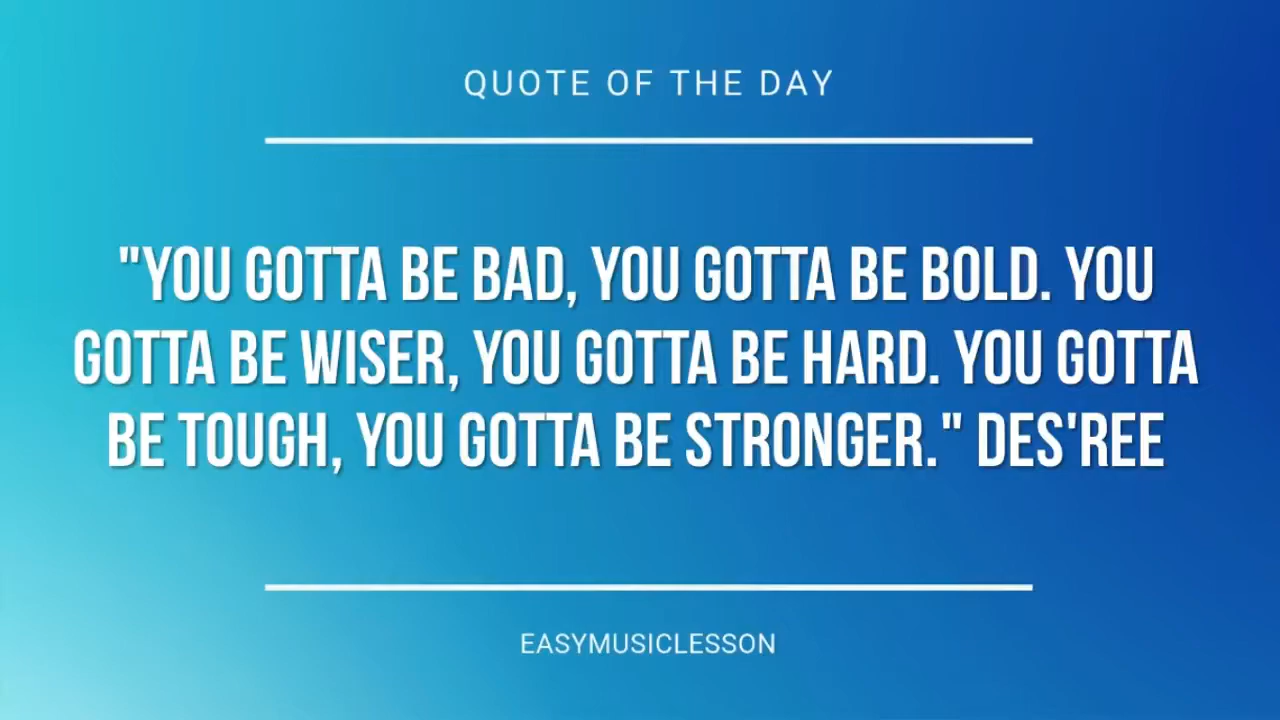 QUOTE OF THE DAY
"YOU GOTTA BE BAD, YOU GOTTA BE BOLD. YOU
GOTTA BE WISER, YOU GOTTA BE HARD. YOU GOTTA
BE TOUGH, YOU GOTTA BE STRONGER." DES'REE
EASYMUSICLESSON